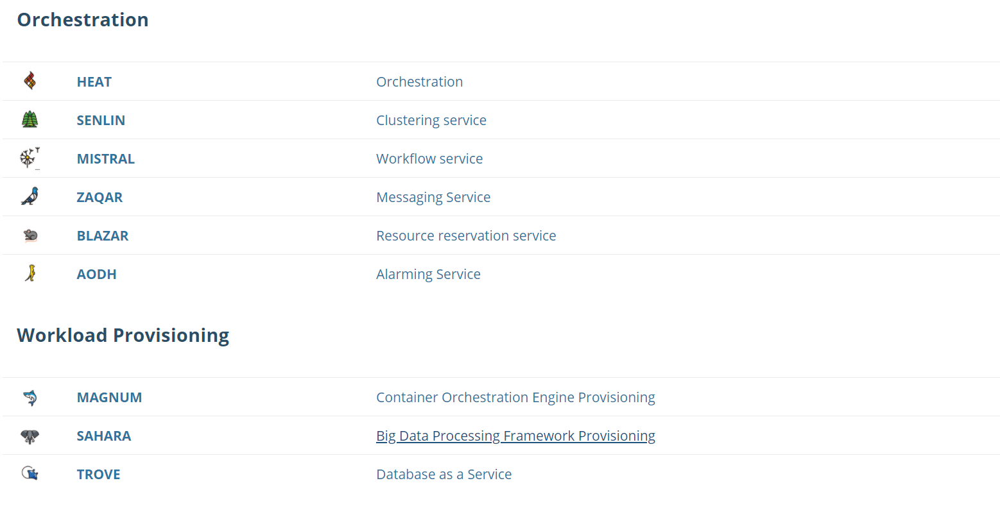 Orchestration
HEAT Orchestration
SENLIN Clustering service
MISTRAL Workflow service
ZAQAR Messaging Service
BLAZAR Resource reservation service
AODH Alarming Service
Workload Provisioning
MAGNUM Container Orchestration Engine Provisioning
SAHARA Big Data Processing Framework Provisioning
TROVE Database as a Service